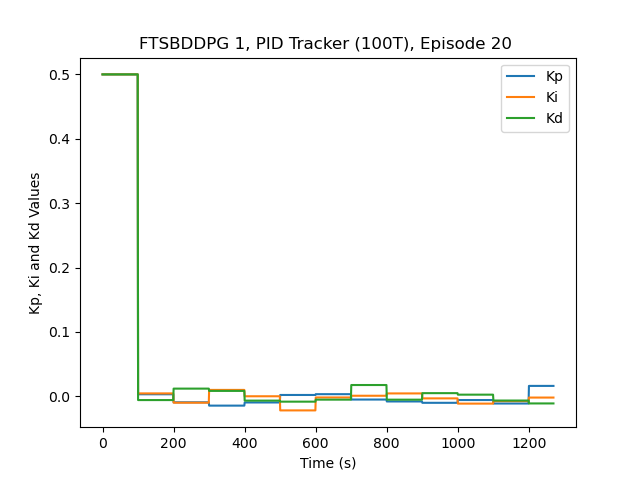 FTSBDDPG 1, PID Tracker (100T), Episode 20
Kp
Ki
Kd
Kp, Ki and Kd Values
0.5
0.4
0.3
0.2
0.1
0.0
0 200 400 600 800 1000 1200
Time (s)